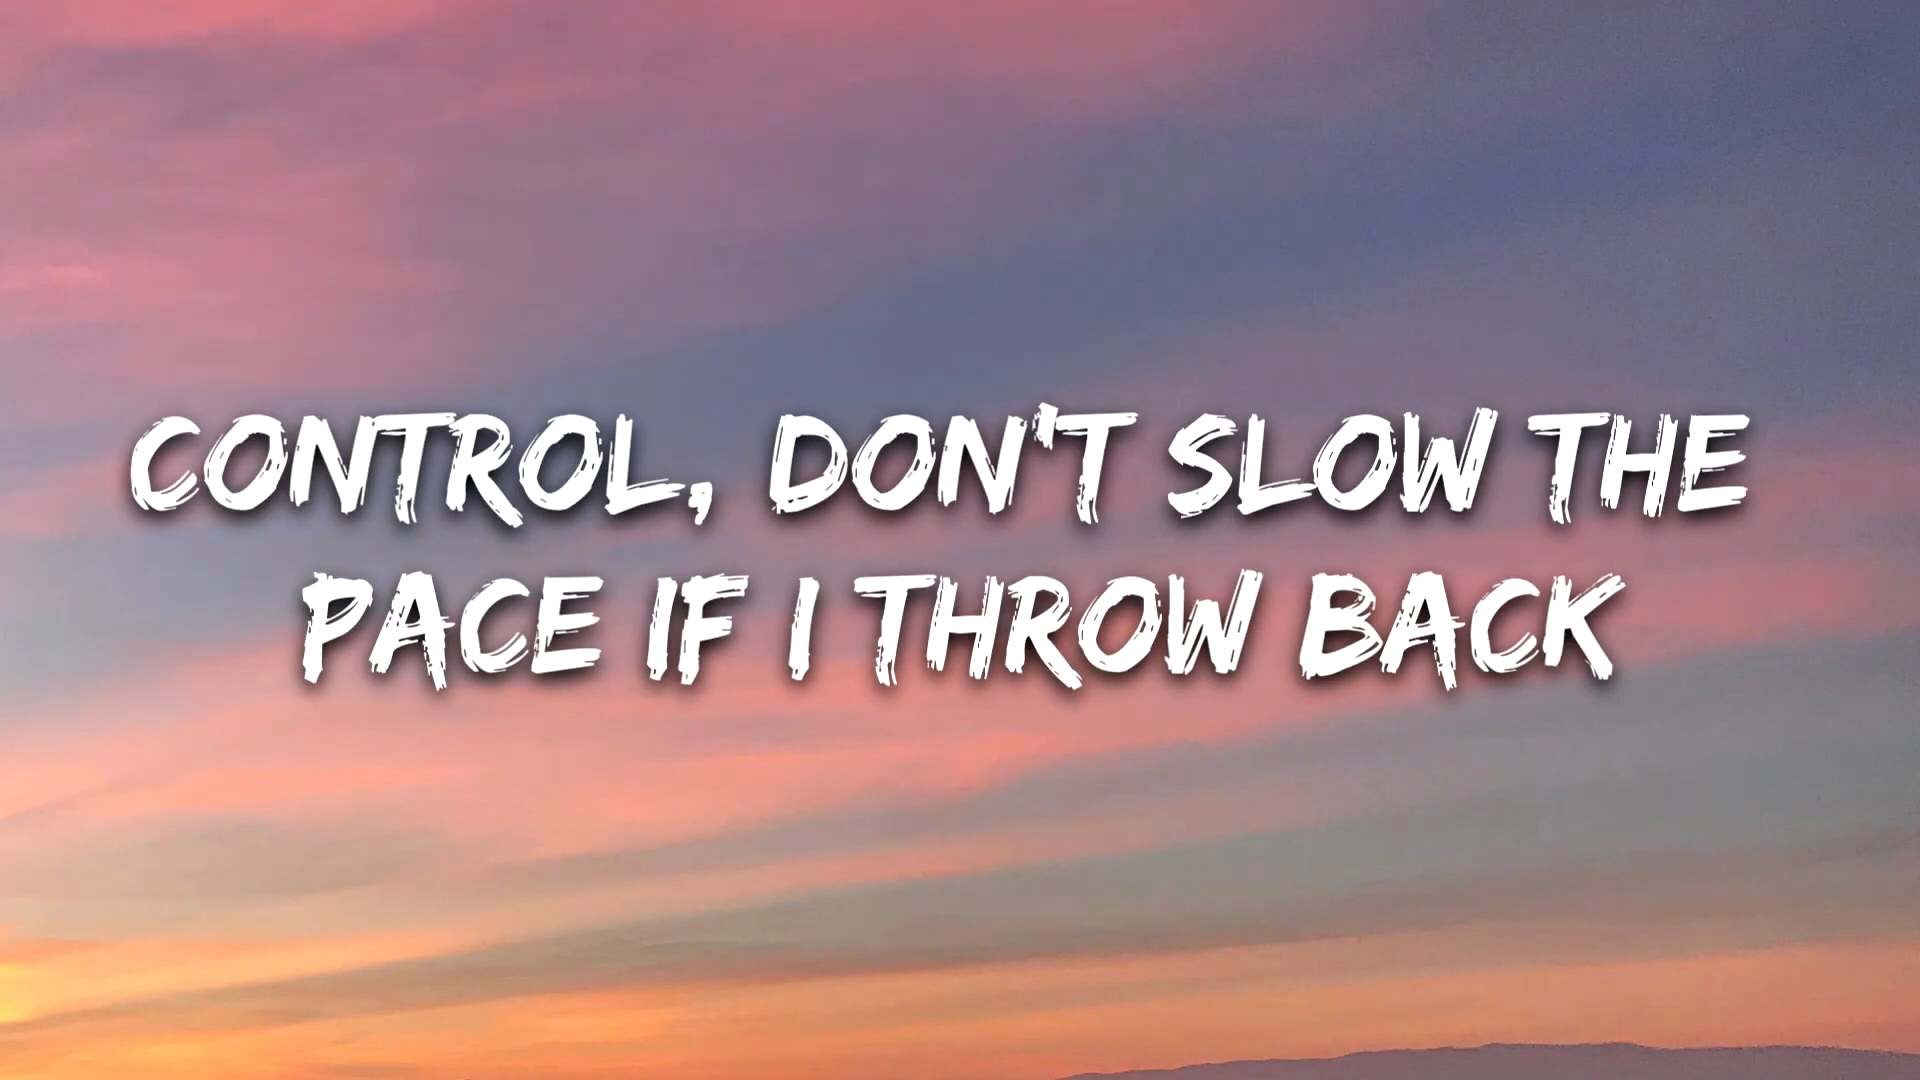 CONTROL, DON'T SLOW THE
PACE IF I THROW BACK